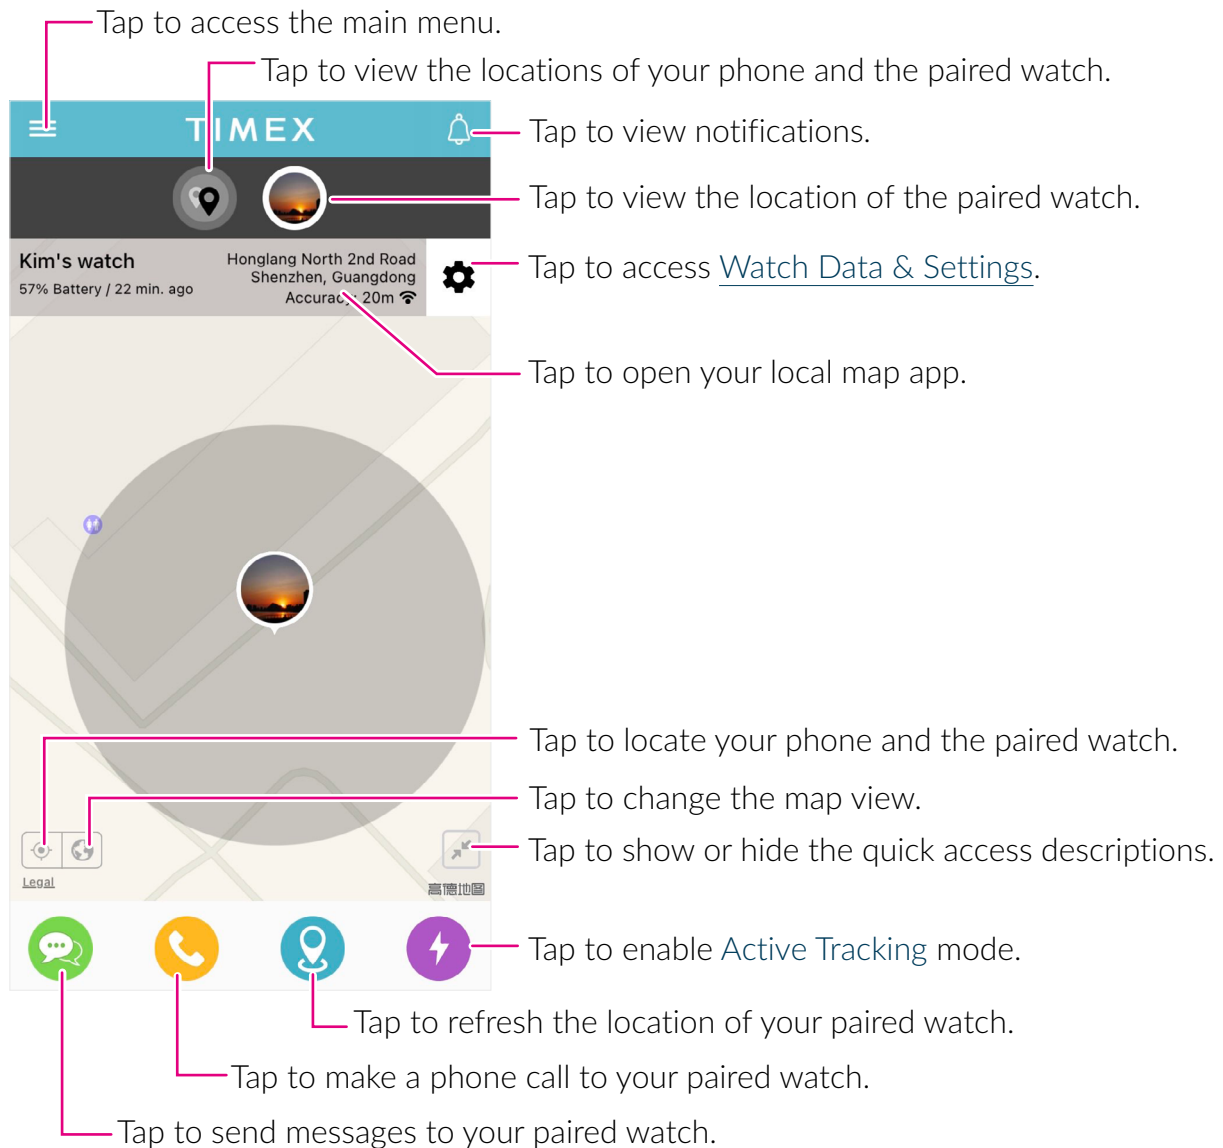 Tap to access the main menu.
Tap to view the locations of your phone and the paired watch.
TIMEX
Tap to view notifications.
Tap to view the location of the paired watch.
Kim's watch
57% Battery / 22 min. ago
Honglang North 2nd Road
Shenzhen, Guangdong
Accuracy: 20m
Tap to access Watch Data & Settings.
Tap to open your local map app.
Tap to locate your phone and the paired watch.
Tap to change the map view.
Tap to show or hide the quick access descriptions.
Legal
高德地圖
Tap to enable Active Tracking mode.
Tap to refresh the location of your paired watch.
Tap to make a phone call to your paired watch.
Tap to send messages to your paired watch.